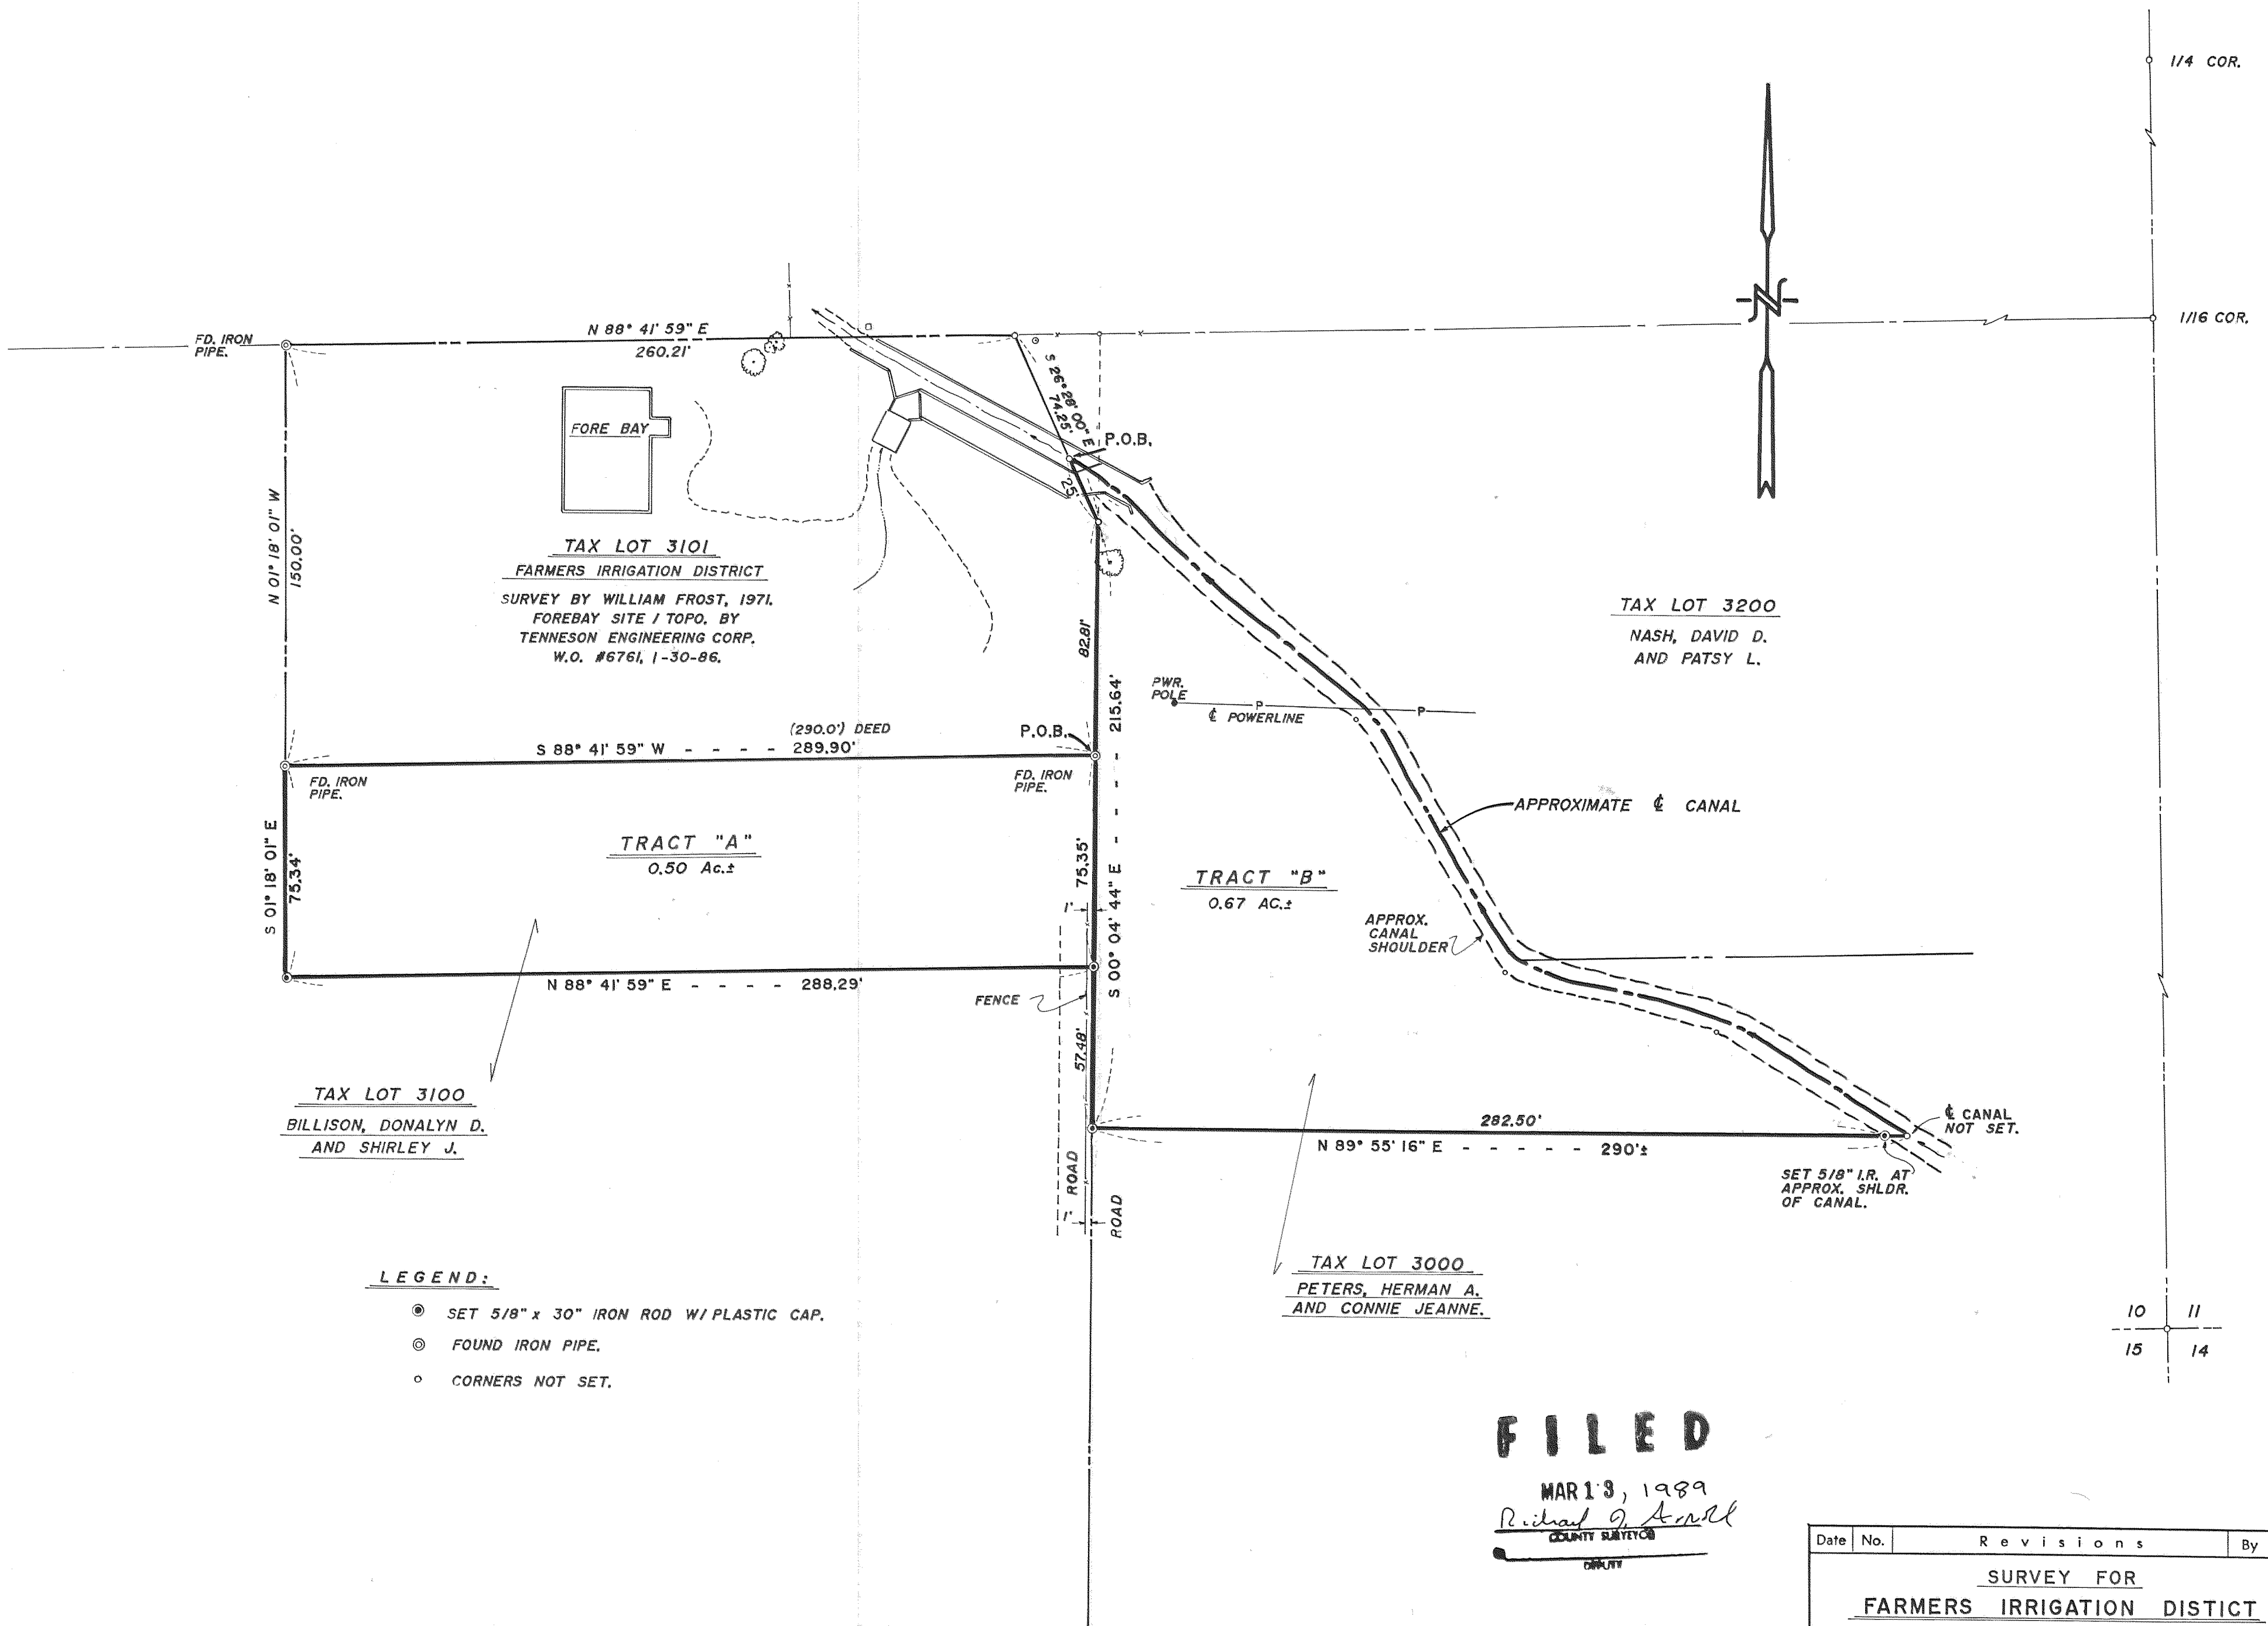 1/4 COR.
1/16 COR.
N 88° 41' 59" E
260.21'
FD. IRON
PIPE.
S 26° 28' 00" E
74.25'
P.O.B.
25'
FORE BAY
N 01° 18' 01" W
150.00'
TAX LOT 3101
FARMERS IRRIGATION DISTRICT
SURVEY BY WILLIAM FROST, 1971.
FOREBAY SITE / TOPO. BY
TENNESON ENGINEERING CORP.
W.O. #6761, 1-30-86.
N
TAX LOT 3200
NASH, DAVID D.
AND PATSY L.
82.81'
215.64'
PWR.
POLE
P
P
℄ POWERLINE
(290.0') DEED
S 88° 41' 59" W - - - - 289.90'
P.O.B.
FD. IRON
PIPE.
FD. IRON
PIPE.
APPROXIMATE ℄ CANAL
TRACT "A"
0.50 Ac.±
S 01° 18' 01" E
75.34'
75.35'
1'
S 00° 04' 44" E - - - - -
TRACT "B"
0.67 AC.±
APPROX.
CANAL
SHOULDER
N 88° 41' 59" E - - - - 288.29'
FENCE
57.48'
TAX LOT 3100
BILLISON, DONALYN D.
AND SHIRLEY J.
282.50'
N 89° 55' 16" E - - - - - 290'±
℄ CANAL
NOT SET.
SET 5/8" I.R. AT
APPROX. SHLDR.
OF CANAL.
ROAD
1'
ROAD
TAX LOT 3000
PETERS, HERMAN A.
AND CONNIE JEANNE.
LEGEND:
SET 5/8" x 30" IRON ROD W/ PLASTIC CAP.
FOUND IRON PIPE.
CORNERS NOT SET.
10 11
15 14
FILED
MAR 13, 1989
Richard J. Arnold
COUNTY SURVEYOR
DEPUTY
Date No. Revisions By
SURVEY FOR
FARMERS IRRIGATION DISTICT